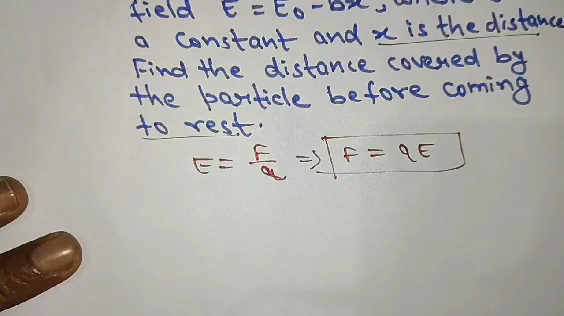 field E = E₀ - bx,
a constant and x is the distance
Find the distance covered by
the particle before coming
to rest.
E = F/q ⇒ F = qE